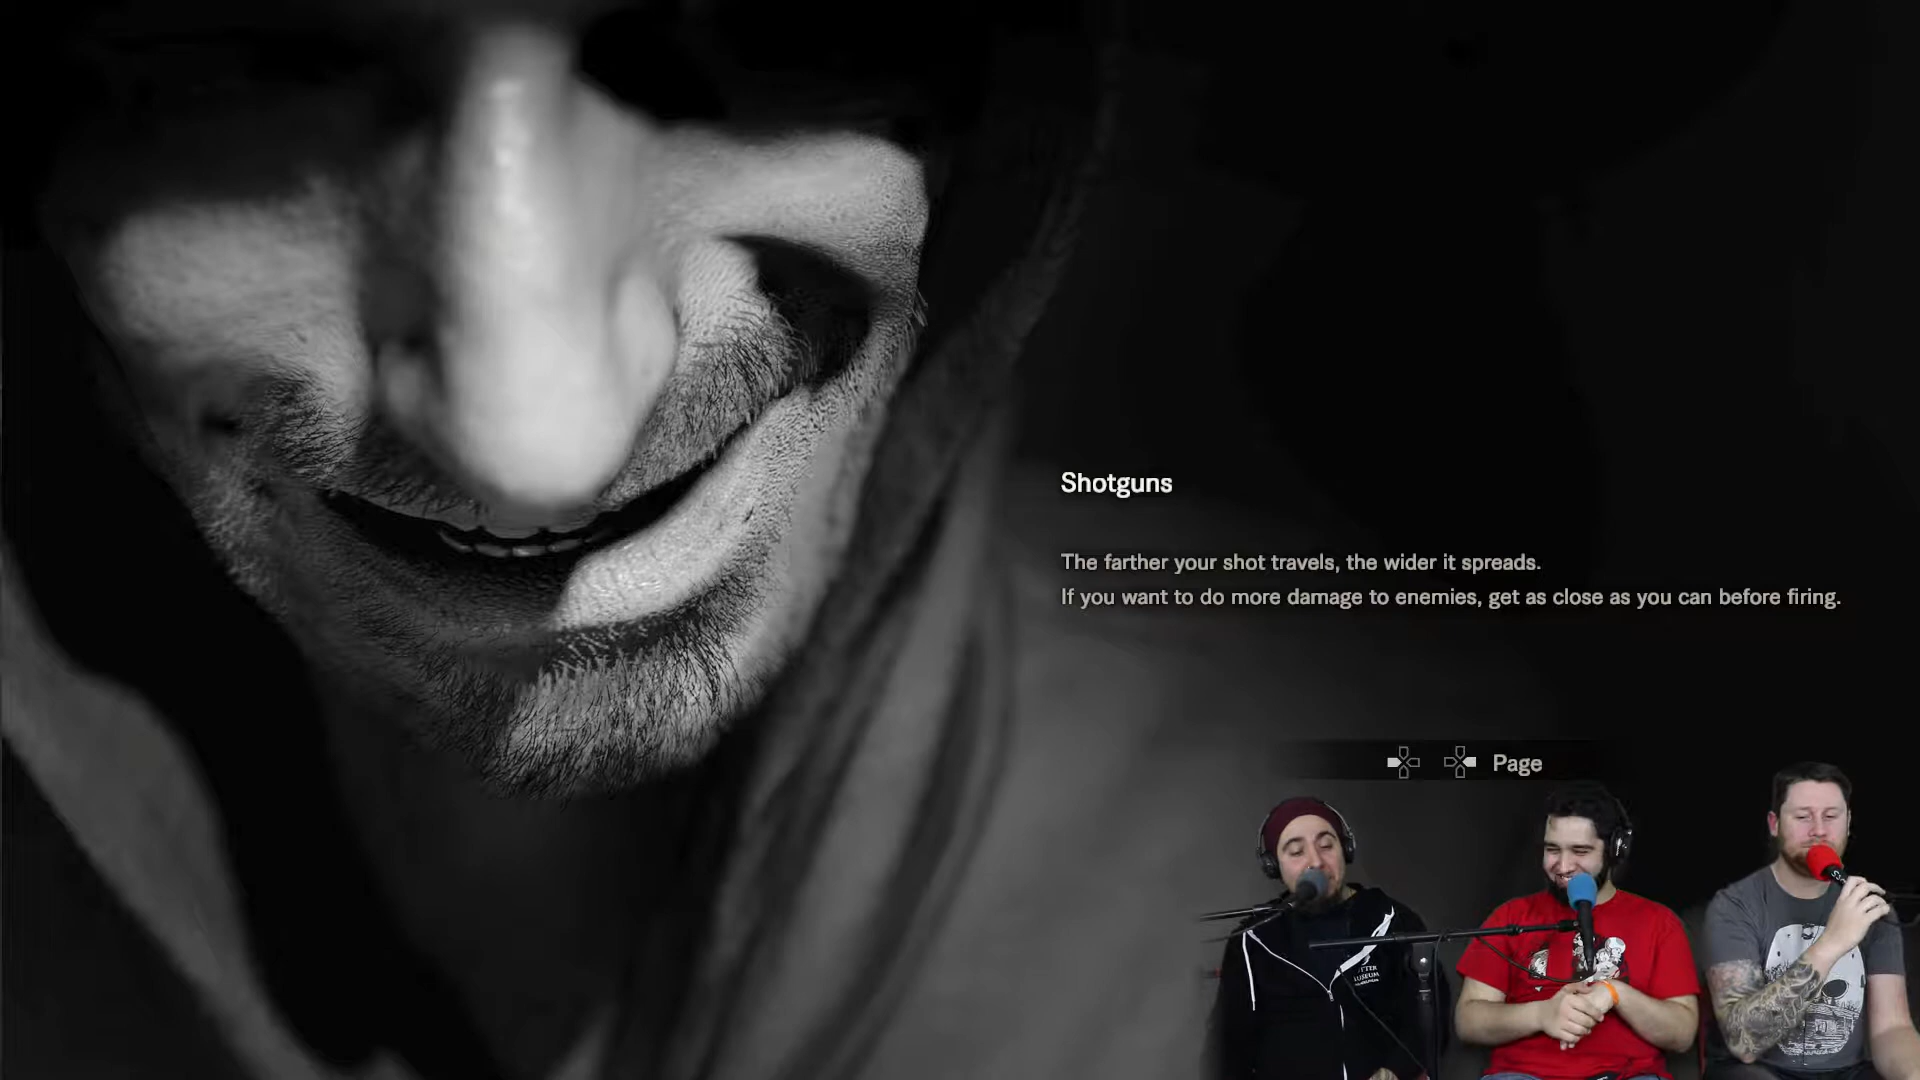 Shotguns
The farther your shot travels, the wider it spreads.
If you want to do more damage to enemies, get as close as you can before firing.
Page